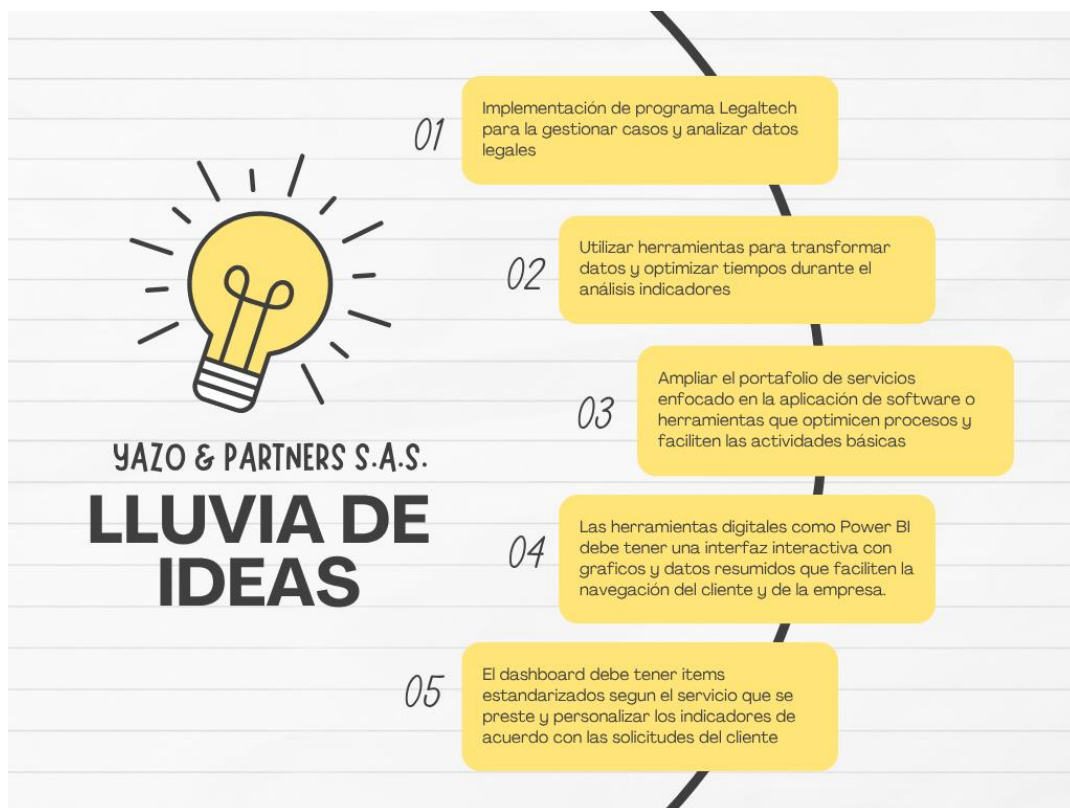 YAZO & PARTNERS S.A.S.
LLUVIA DE
IDEAS
01
Implementación de programa Legaltech
para la gestionar casos y analizar datos
legales
02
Utilizar herramientas para transformar
datos y optimizar tiempos durante el
análisis indicadores
03
Ampliar el portafolio de servicios
enfocado en la aplicación de software o
herramientas que optimicen procesos y
faciliten las actividades básicas
04
Las herramientas digitales como Power BI
debe tener una interfaz interactiva con
graficos y datos resumidos que faciliten la
navegación del cliente y de la empresa.
05
El dashboard debe tener items
estandarizados segun el servicio que se
preste y personalizar los indicadores de
acuerdo con las solicitudes del cliente